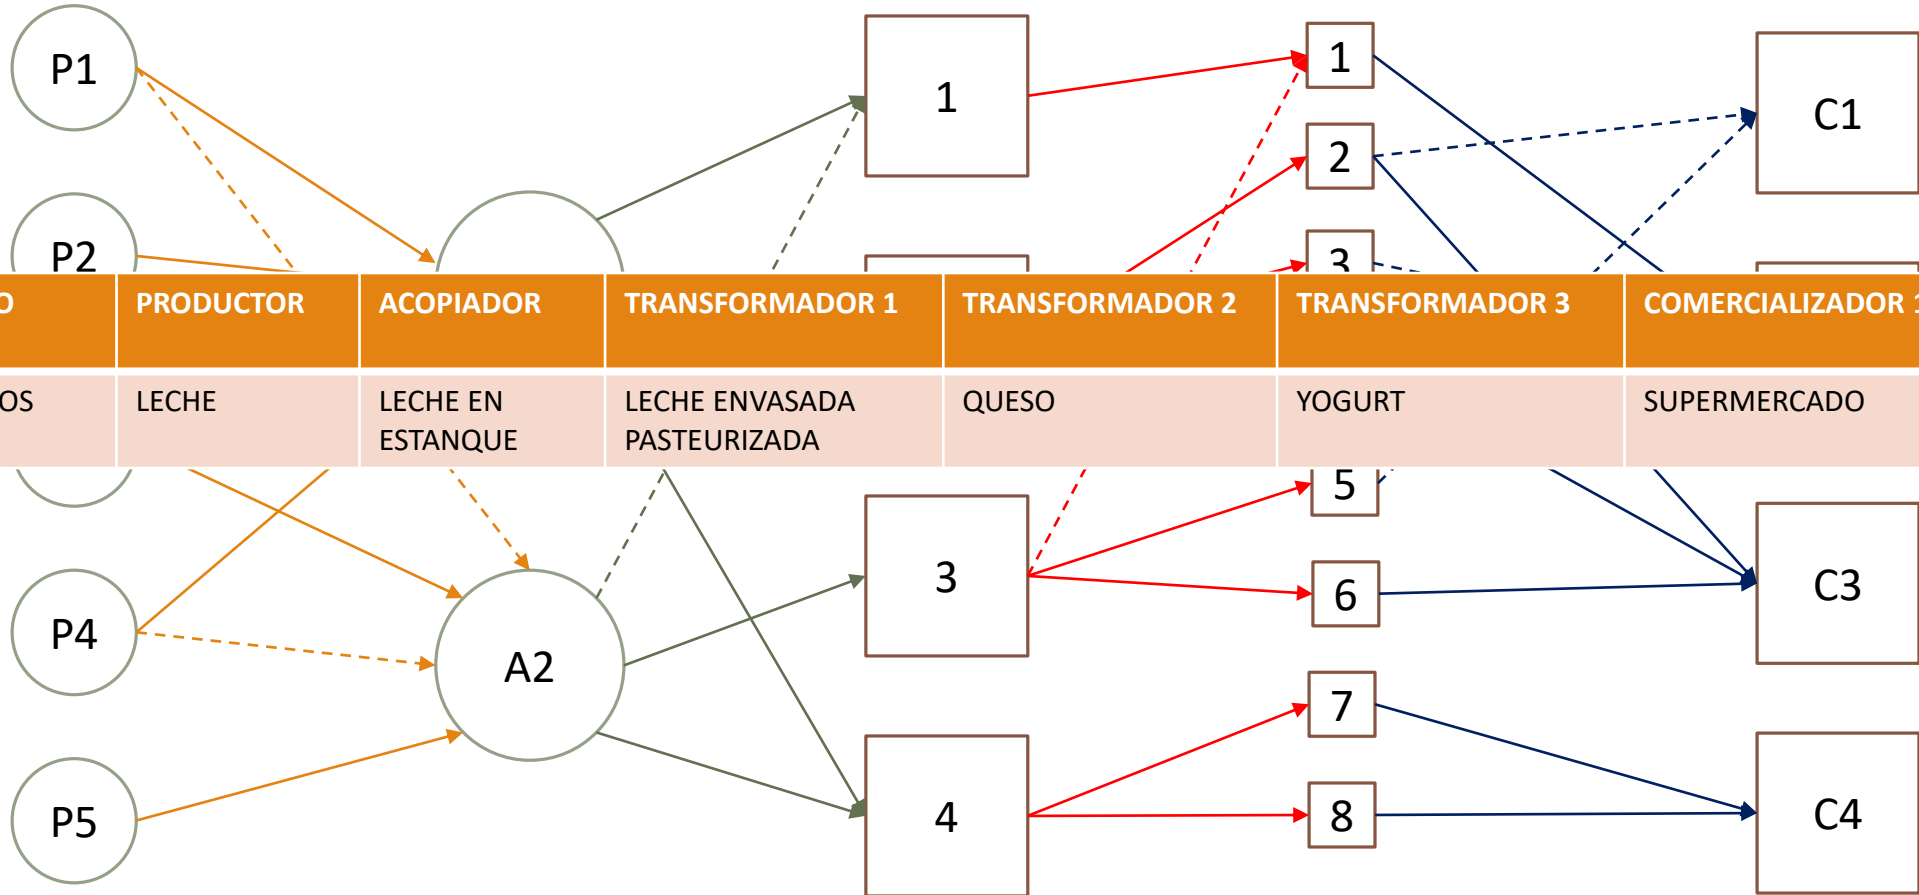 P1
1
1
C1
2
P2
3
O
PRODUCTOR
ACOPIADOR
TRANSFORMADOR 1
TRANSFORMADOR 2
TRANSFORMADOR 3
COMERCIALIZADOR 1
OS
LECHE
LECHE EN
ESTANQUE
LECHE ENVASADA
PASTEURIZADA
QUESO
YOGURT
SUPERMERCADO
5
3
6
C3
P4
A2
7
P5
4
8
C4